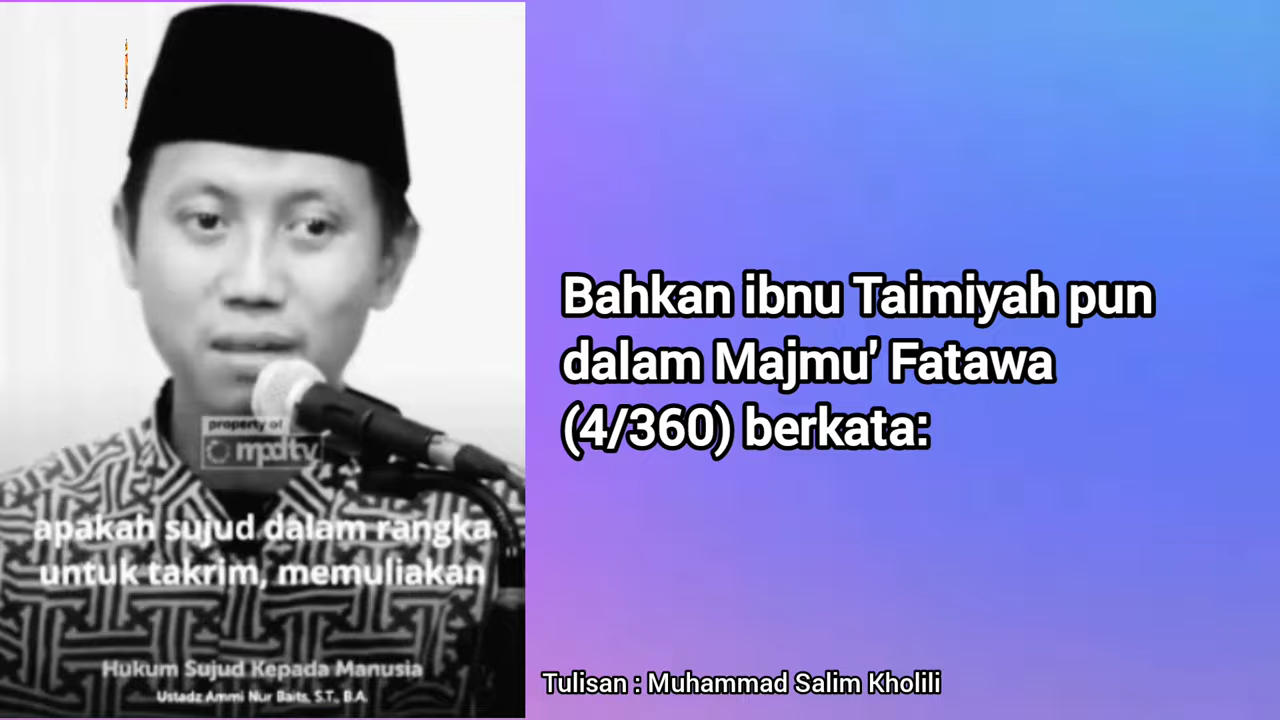 property of
mpdtv
apakah sujud dalam rangka
untuk takrim, memuliakan
Hukum Sujud Kepada Manusia
Ustadz Ammi Nur Baits, S.T., B.A.
Bahkan ibnu Taimiyah pun
dalam Majmu' Fatawa
(4/360) berkata:
Tulisan : Muhammad Salim Kholili